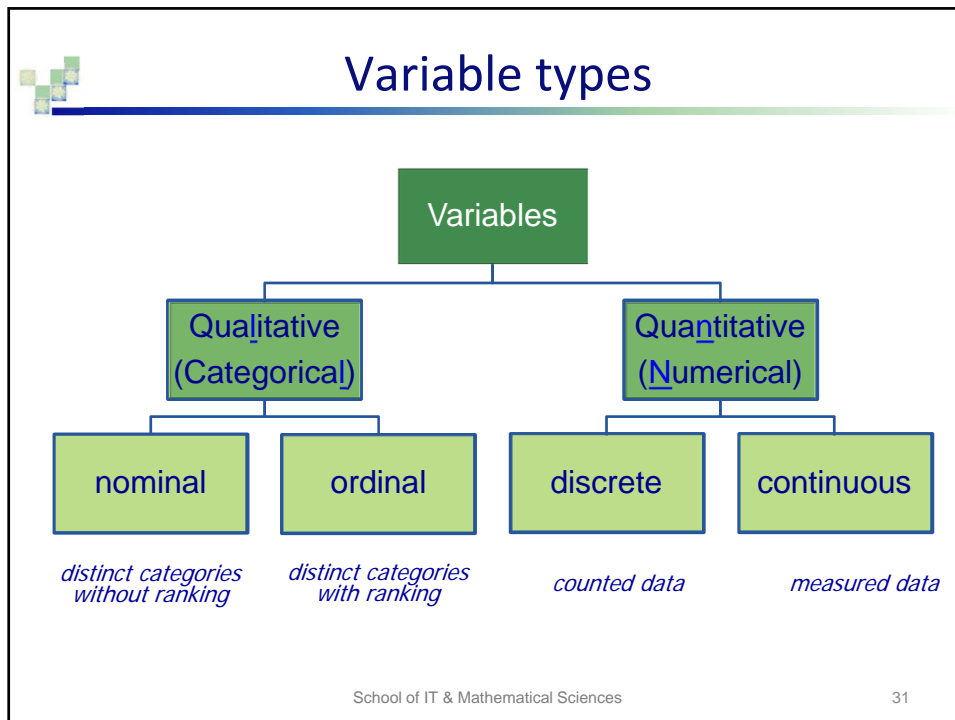 Variable types
Variables
Qualitative
(Categorical)
Quantitative
(Numerical)
nominal
ordinal
discrete
continuous
distinct categories
without ranking
distinct categories
with ranking
counted data
measured data
School of IT & Mathematical Sciences
31